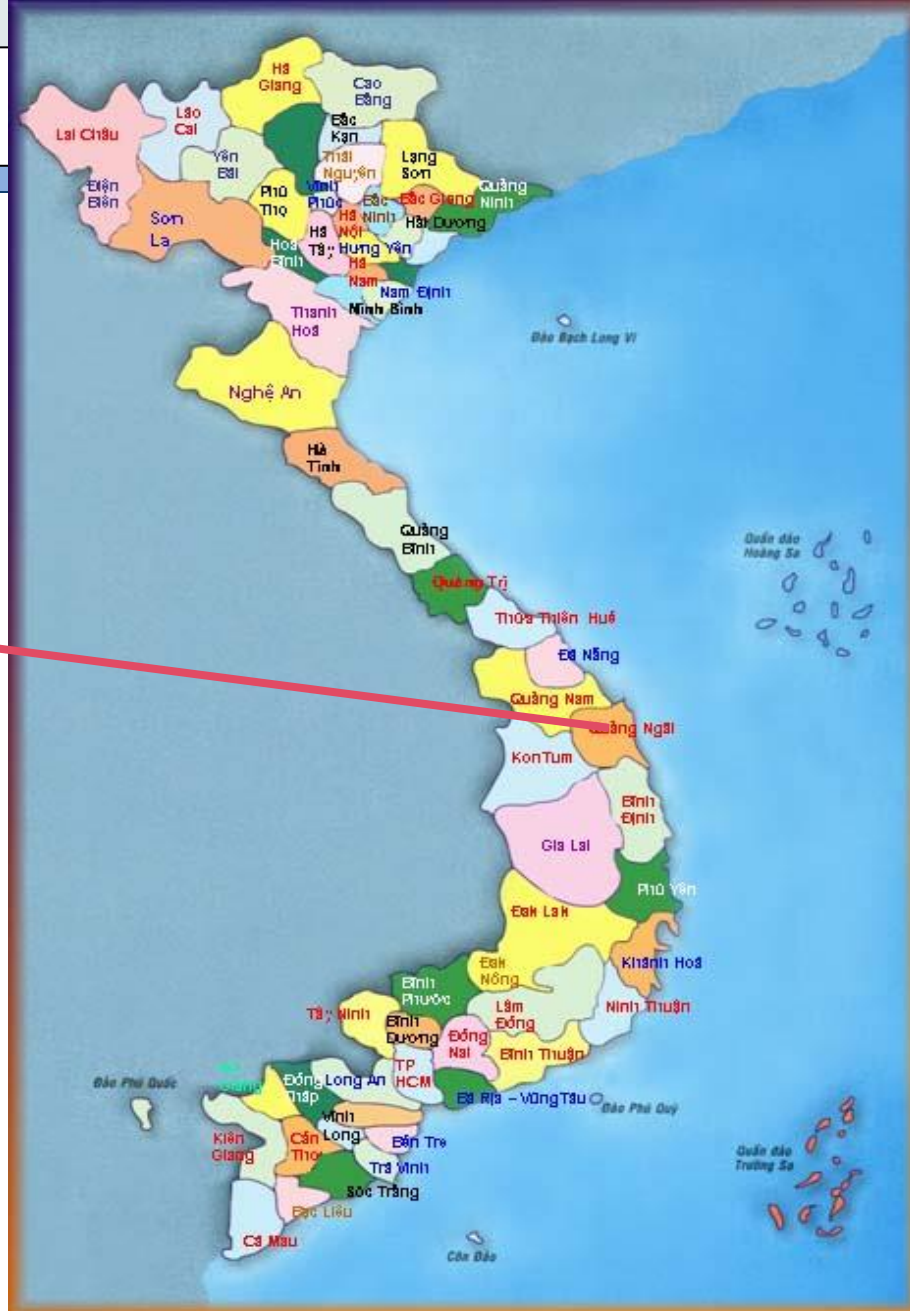 Hà
Giang
Cao
Bằng
Lào
Cai
Lai Châu
Bắc
Kạn
Yên
Bái
Thái
Nguyên
Lạng
Sơn
Điện
Biên
Phú
Thọ
Vĩnh
Phúc
Bắc
Ninh
Bắc Giang
Quảng
Ninh
Sơn
La
Hà
Nội
Hải Dương
Hoà
Bình
Hà
Tây
Hưng Yên
Hà
Nam
Nam Định
Ninh Bình
Thanh
Hoá
Đảo Bạch Long Vĩ
Nghệ An
Hà
Tĩnh
Quảng
Bình
Quần đảo
Hoàng Sa
Quảng Trị
Thừa Thiên Huế
Đà Nẵng
Quảng Nam
Quảng Ngãi
KonTum
Bình
Định
Gia Lai
Phú Yên
Đak Lak
Đak
Nông
Khánh Hoà
Bình
Phước
Lâm
Đồng
Ninh Thuận
Tây Ninh
Bình
Dương
Đồng
Nai
Bình Thuận
TP
HCM
Giang
Đồng
Tháp
Long An
Bà Rịa – Vũng Tàu
Đảo Phú Quốc
Đảo Phú Quý
Vĩnh
Long
Kiên
Giang
Cần
Thơ
Bến Tre
Trà Vinh
Quần đảo
Trường Sa
Sóc Trăng
Bạc Liêu
Cà Mau
Côn Đảo